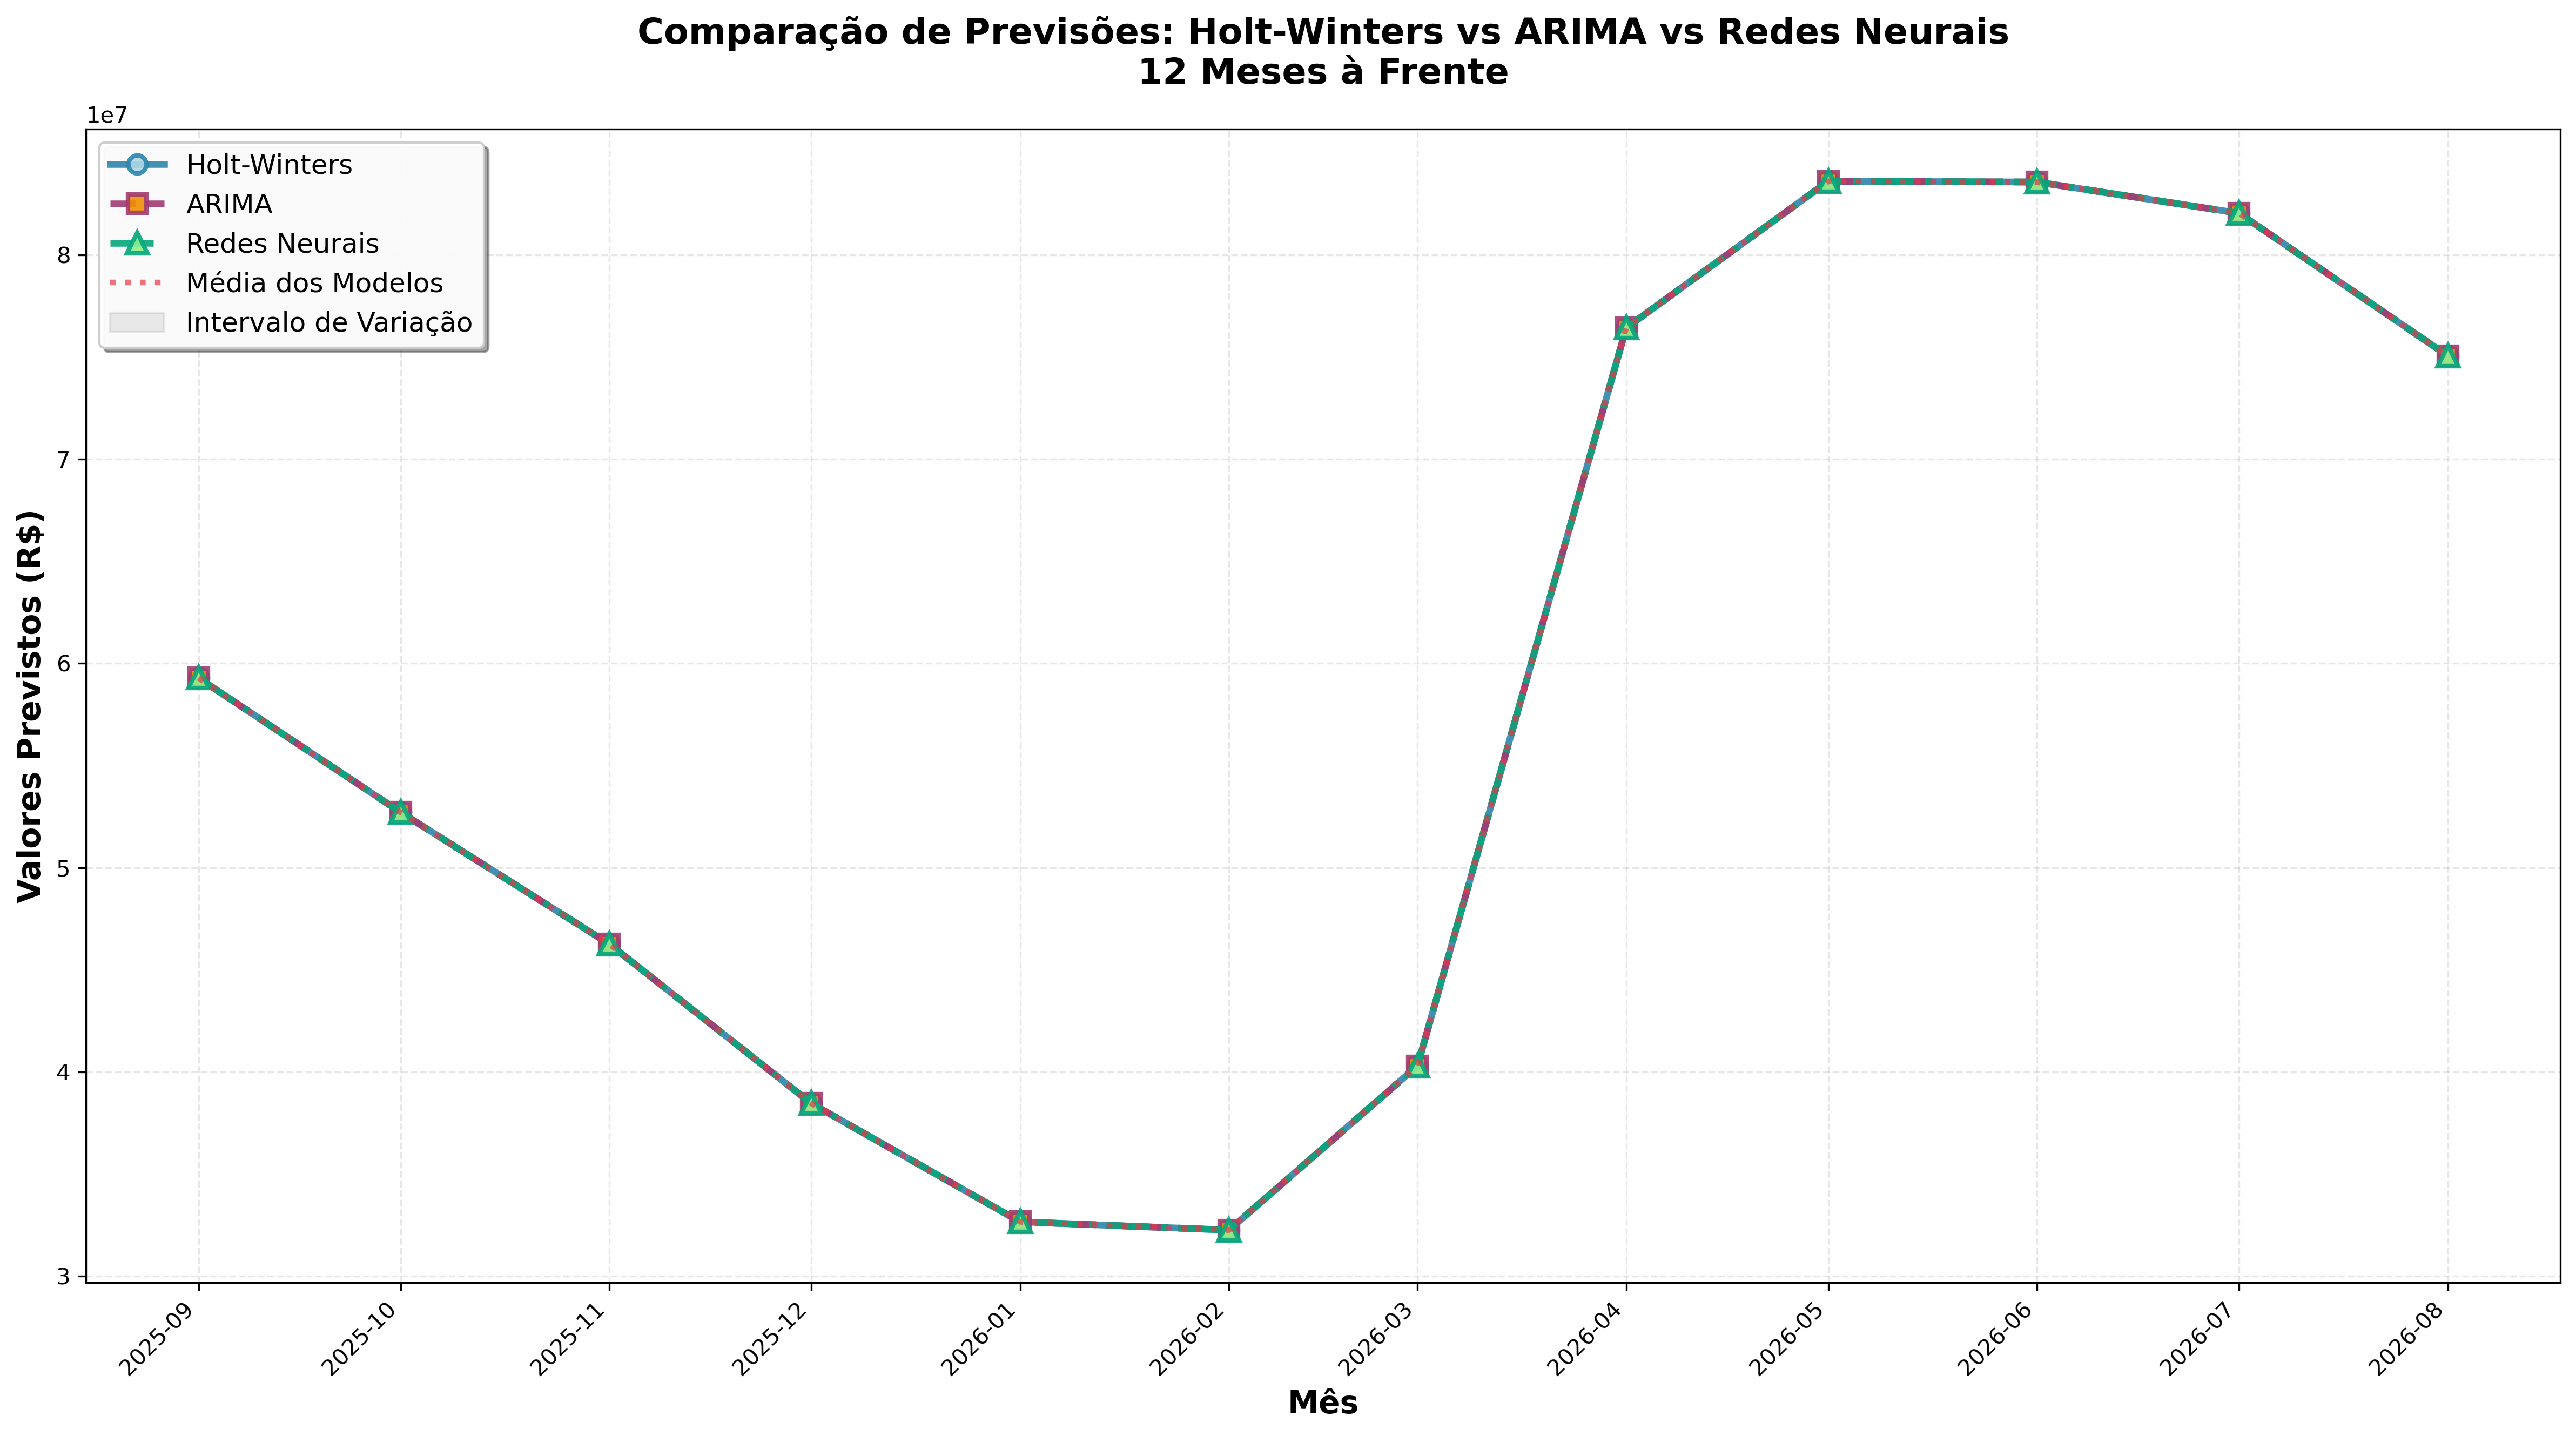 Comparação de Previsões: Holt-Winters vs ARIMA vs Redes Neurais
12 Meses à Frente
1e7
Holt-Winters
ARIMA
Redes Neurais
Média dos Modelos
Intervalo de Variação
8
7
6
5
4
3
Valores Previstos (R$)
2025-09
2025-10
2025-11
2025-12
2026-01
2026-02
2026-03
2026-04
2026-05
2026-06
2026-07
2026-08
Mês